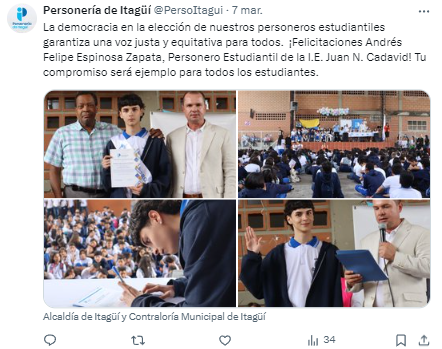 Personería de Itagüí @PersoItagui · 7 mar.
La democracia en la elección de nuestros personeros estudiantiles
garantiza una voz justa y equitativa para todos. ¡Felicitaciones Andrés
Felipe Espinosa Zapata, Personero Estudiantil de la I.E. Juan N. Cadavid! Tu
compromiso será ejemplo para todos los estudiantes.
Alcaldía de Itagüí y Contraloría Municipal de Itagüí
34